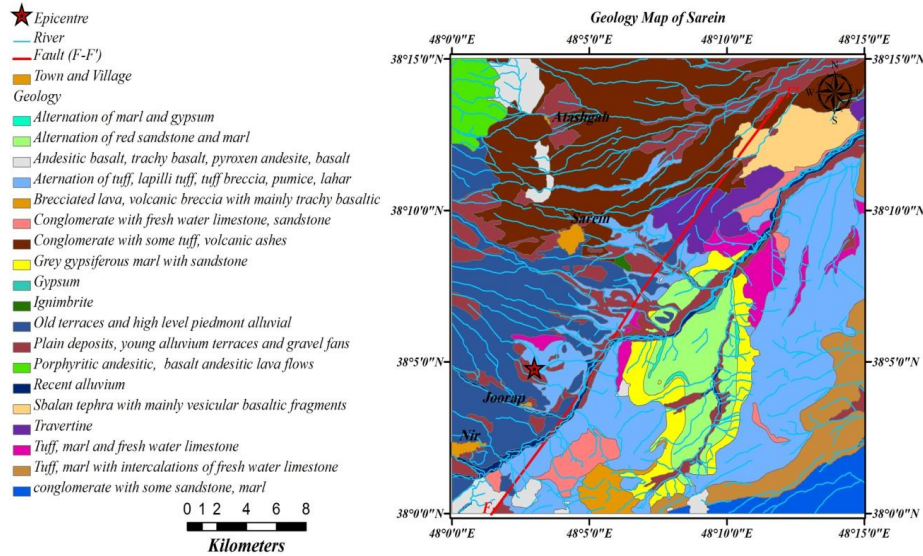 Epicentre
River
Fault (F-F')
Town and Village
Geology
Alternation of marl and gypsum
Alternation of red sandstone and marl
Andesitic basalt, trachy basalt, pyroxen andesite, basalt
Aternation of tuff, lapilli tuff, tuff breccia, pumice, lahar
Brecciated lava, volcanic breccia with mainly trachy basaltic
Conglomerate with fresh water limestone, sandstone
Conglomerate with some tuff, volcanic ashes
Grey gypsiferous marl with sandstone
Gypsum
Ignimbrite
Old terraces and high level piedmont alluvial
Plain deposits, young alluvium terraces and gravel fans
Porphyritic andesitic, basalt andesitic lava flows
Recent alluvium
Sbalan tephra with mainly vesicular basaltic fragments
Travertine
Tuff, marl and fresh water limestone
Tuff, marl with intercalations of fresh water limestone
conglomerate with some sandstone, marl
0 1 2 4 6 8
Kilometers
Geology Map of Sarein
48°0'0"E 48°5'0"E 48°10'0"E 48°15'0"E
38°15'0"N 38°15'0"N
N
W
S
Atashgah
38°10'0"N 38°10'0"N
Sarein
38°5'0"N 38°5'0"N
Joorap
Nir
F
38°0'0"N 38°0'0"N
48°0'0"E 48°5'0"E 48°10'0"E 48°15'0"E